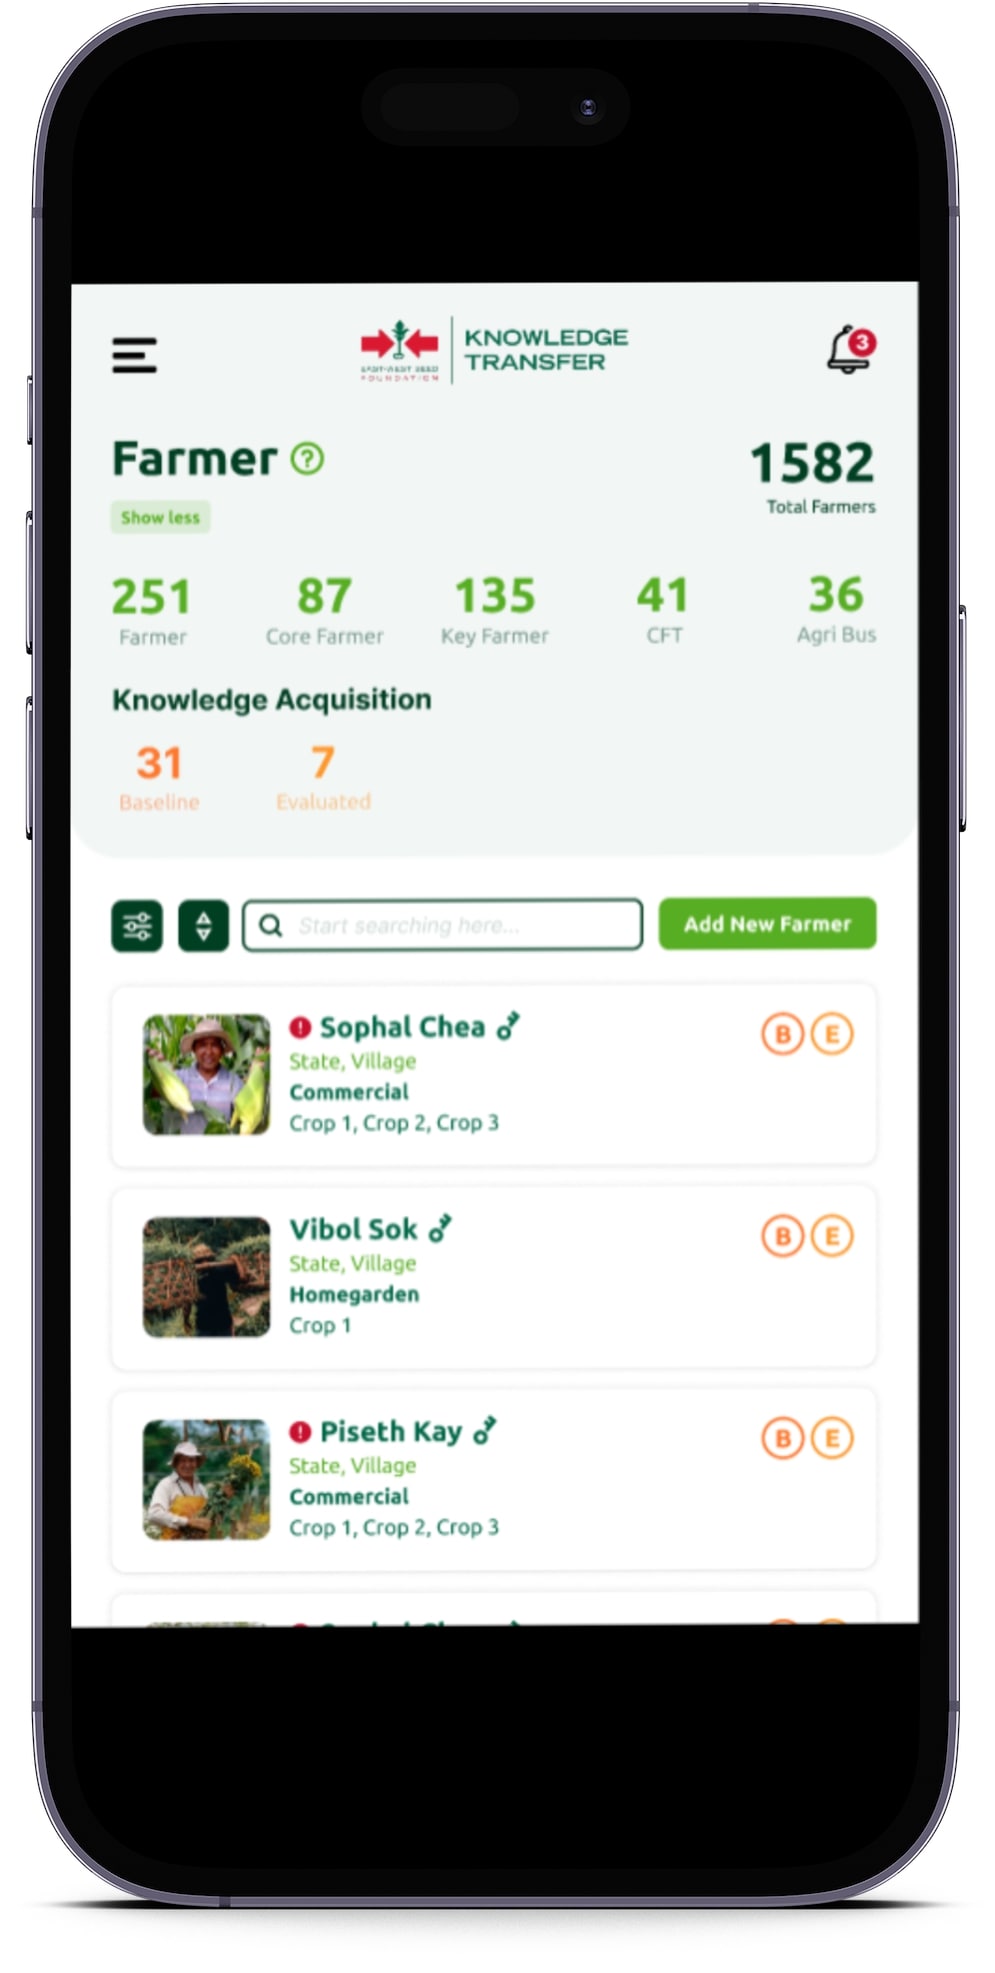 KNOWLEDGE
TRANSFER
EAST-WEST SEED
FOUNDATION
3
Farmer ?
1582
Total Farmers
Show less
251 87 135 41 36
Farmer Core Farmer Key Farmer CFT Agri Bus
Knowledge Acquisition
31 7
Baseline Evaluated
Start searching here...
Add New Farmer
! Sophal Chea B E
State, Village
Commercial
Crop 1, Crop 2, Crop 3
Vibol Sok B E
State, Village
Homegarden
Crop 1
! Piseth Kay B E
State, Village
Commercial
Crop 1, Crop 2, Crop 3